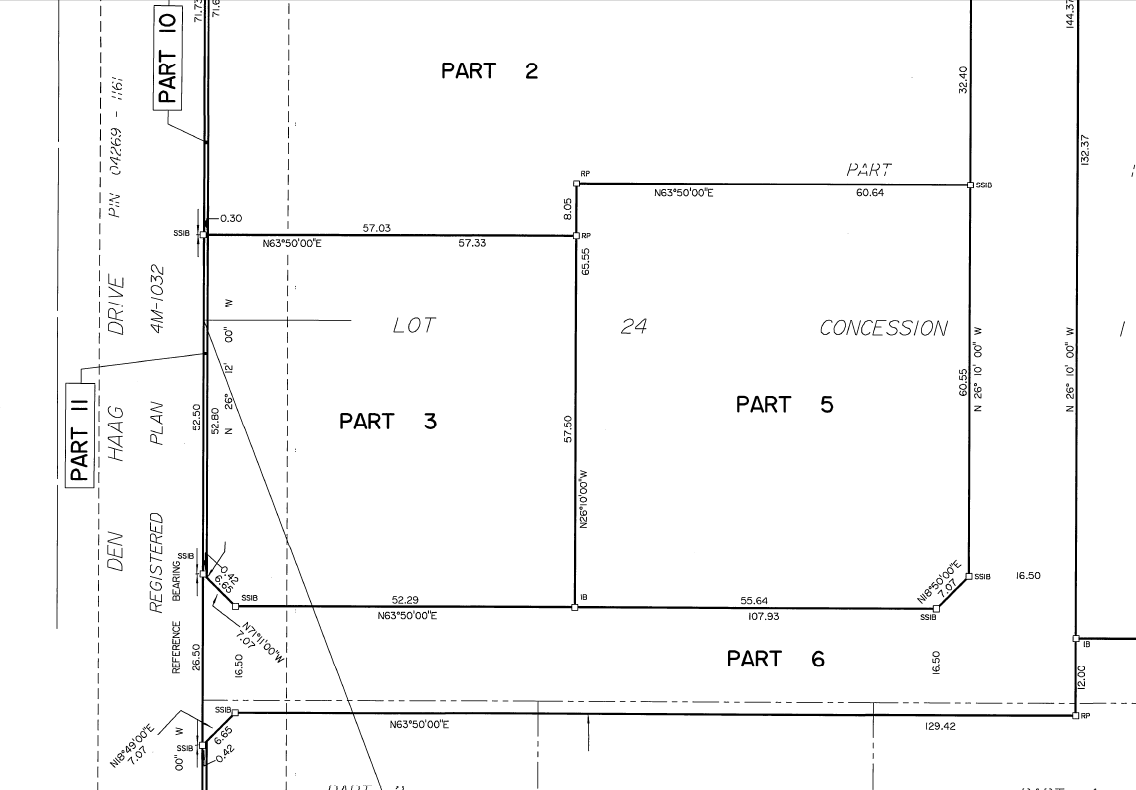 71.73
71.6
PART 10
PART 2
32.40
144.37
132.37
DEN HAAG DRIVE PIN 04269 - 1161
REGISTERED PLAN 4M-1032
PART
RP
N63°50'00"E
60.64
SSIB
8.05
0.30
SSIB
57.03
N63°50'00"E
57.33
RP
65.55
LOT
24
CONCESSION
N 26° 12' 00" W
N 26° 10' 00" W
N 26° 10' 00" W
60.55
PART 11
52.50
52.80
PART 3
PART 5
57.50
N26°10'00"W
SSIB
0.42
6.65
SSIB
52.29
N63°50'00"E
IB
55.64
107.93
N18°50'00"E
7.07
SSIB
SSIB
16.50
REFERENCE BEARING
N71°11'00"W
7.07
26.50
16.50
PART 6
16.50
IB
12.00
SSIB
N63°50'00"E
129.42
RP
N18°49'00"E
7.07
6.65
SSIB
0.42
00" W